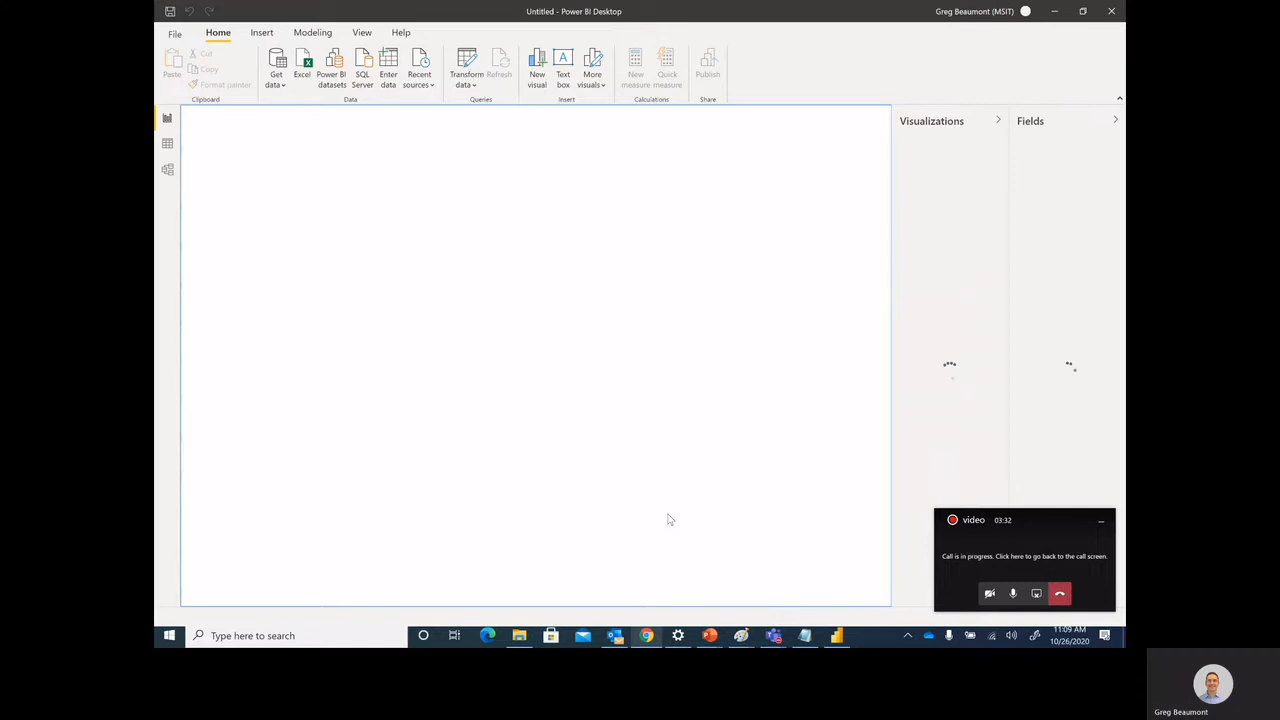 Untitled - Power BI Desktop
Greg Beaumont (MSIT)
File Home Insert Modeling View Help
Paste
Cut
Copy
Format painter
Clipboard
Get data
Excel
Power BI datasets
SQL Server
Enter data
Recent sources
Data
Transform data
Refresh
Queries
New visual
Text box
More visuals
Insert
New measure
Quick measure
Calculations
Publish
Share
Visualizations
Fields
video 03:32
Call is in progress. Click here to go back to the call screen.
Type here to search
11:09 AM
10/26/2020
Greg Beaumont